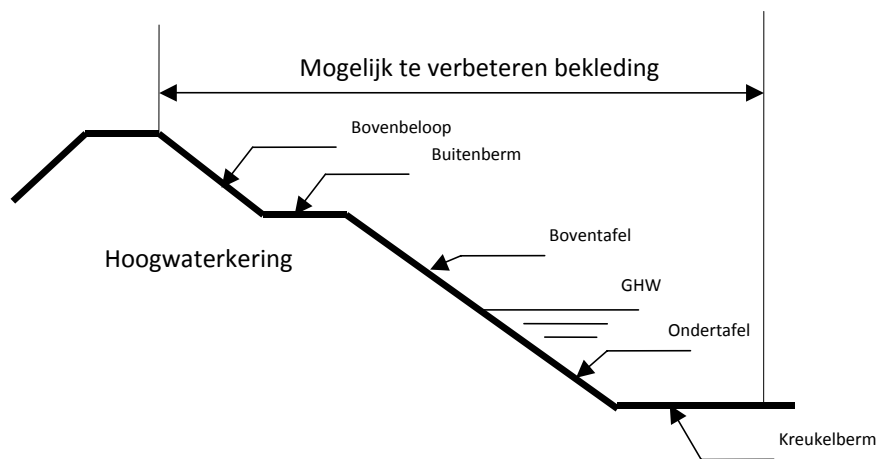 Mogelijk te verbeteren bekleding
Bovenbeloop
Buitenberm
Boventafel
Hoogwaterkering
GHW
Ondertafel
Kreukelberm